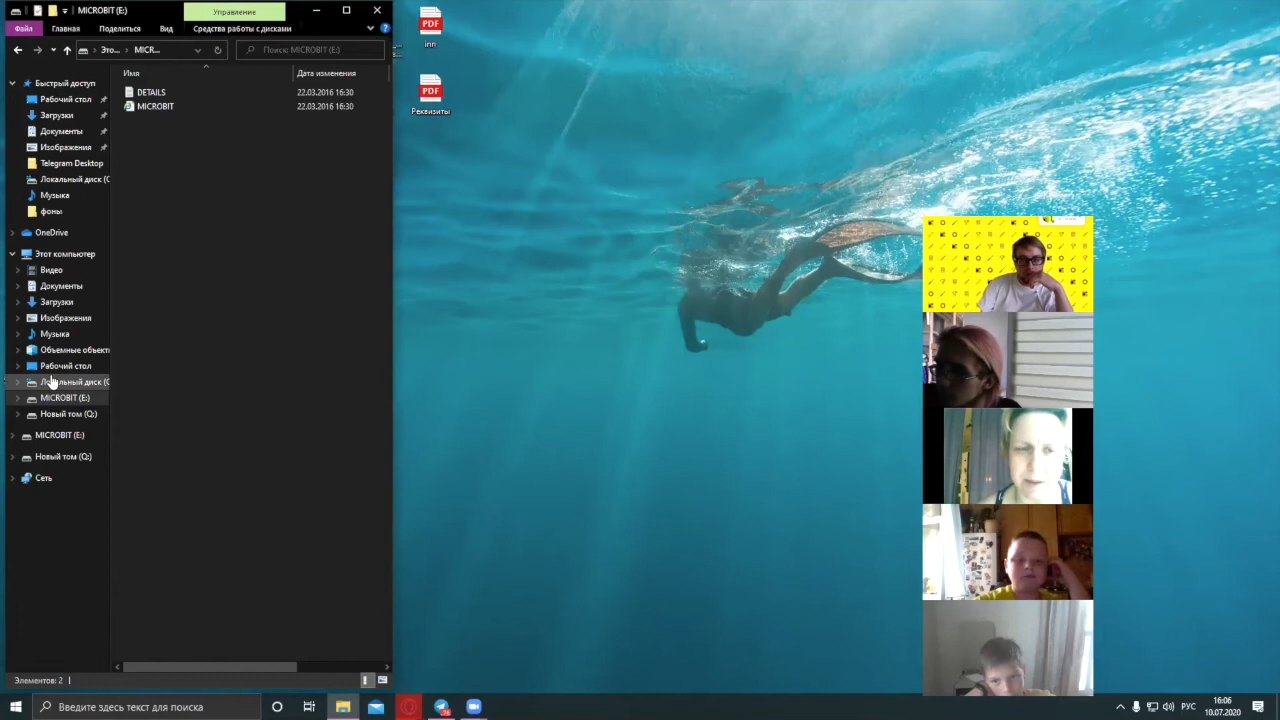 MICROBIT (E:)
Управление
Файл
Главная
Поделиться
Вид
Средства работы с дисками
Это...
MICR...
Поиск: MICROBIT (E:)
Имя
Дата изменения
DETAILS
22.03.2016 16:30
MICROBIT
22.03.2016 16:30
Быстрый доступ
Рабочий стол
Загрузки
Документы
Изображения
Telegram Desktop
Локальный диск (C
Музыка
фоны
OneDrive
Этот компьютер
Видео
Документы
Загрузки
Изображения
Музыка
Объемные объект
Рабочий стол
Локальный диск (C
MICROBIT (E:)
Новый том (Q:)
MICROBIT (E:)
Новый том (Q:)
Сеть
Элементов: 2
PDF
inn
PDF
Реквизиты
Введите здесь текст для поиска
РУС
16:06
10.07.2020